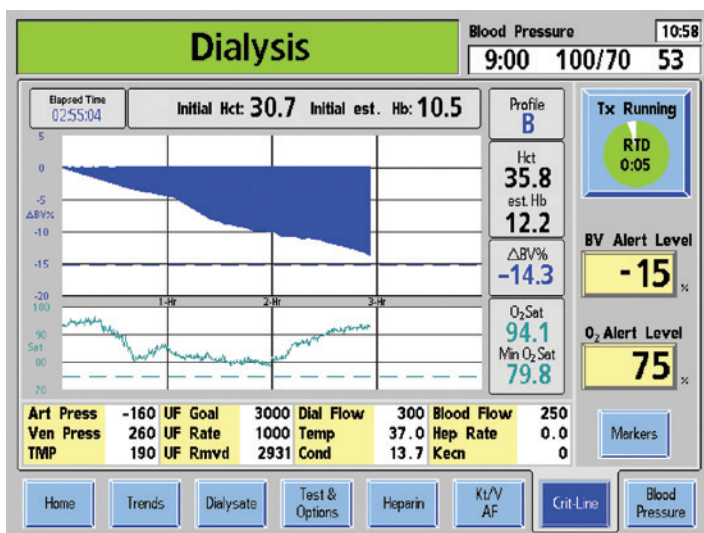 Dialysis
Blood Pressure 10:58
9:00 100/70 53
Elapsed Time
02:55:04
Initial Hct: 30.7 Initial est. Hb: 10.5
Profile
B
Tx Running
RTD
0:05
5
0
-5
ΔBV%
-10
-15
-20
1-Hr 2-Hr 3-Hr
100
90
Sat
80
70
Hct
35.8
est. Hb
12.2
ΔBV%
-14.3
O₂Sat
94.1
Min O₂ Sat
79.8
BV Alert Level
-15 %
O₂ Alert Level
75 %
Markers
Art Press -160 UF Goal 3000 Dial Flow 300 Blood Flow 250
Ven Press 260 UF Rate 1000 Temp 37.0 Hep Rate 0.0
TMP 190 UF Rmvd 2931 Cond 13.7 Kecn 0
Home
Trends
Dialysate
Test &
Options
Heparin
Kt/V
AF
Crit-Line
Blood
Pressure